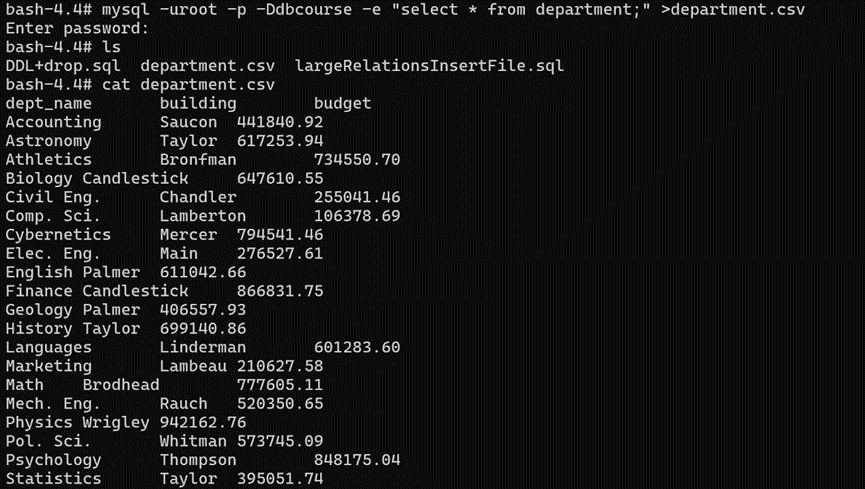 bash-4.4# mysql -uroot -p -Ddbcourse -e "select * from department;" >department.csv
Enter password:
bash-4.4# ls
DDL+drop.sql  department.csv  largeRelationsInsertFile.sql
bash-4.4# cat department.csv
dept_name       building        budget
Accounting      Saucon  441840.92
Astronomy       Taylor  617253.94
Athletics       Bronfman        734550.70
Biology Candlestick     647610.55
Civil Eng.      Chandler        255041.46
Comp. Sci.      Lamberton       106378.69
Cybernetics     Mercer  794541.46
Elec. Eng.      Main    276527.61
English Palmer  611042.66
Finance Candlestick     866831.75
Geology Palmer  406557.93
History Taylor  699140.86
Languages       Linderman       601283.60
Marketing       Lambeau 210627.58
Math    Brodhead        777605.11
Mech. Eng.      Rauch   520350.65
Physics Wrigley 942162.76
Pol. Sci.       Whitman 573745.09
Psychology      Thompson        848175.04
Statistics      Taylor  395051.74